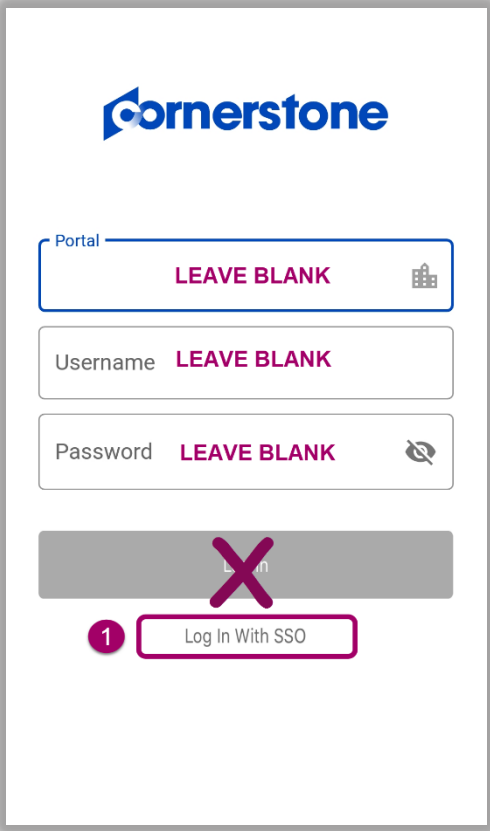 Cornerstone
Portal
LEAVE BLANK
Username LEAVE BLANK
Password LEAVE BLANK
1 Log In With SSO